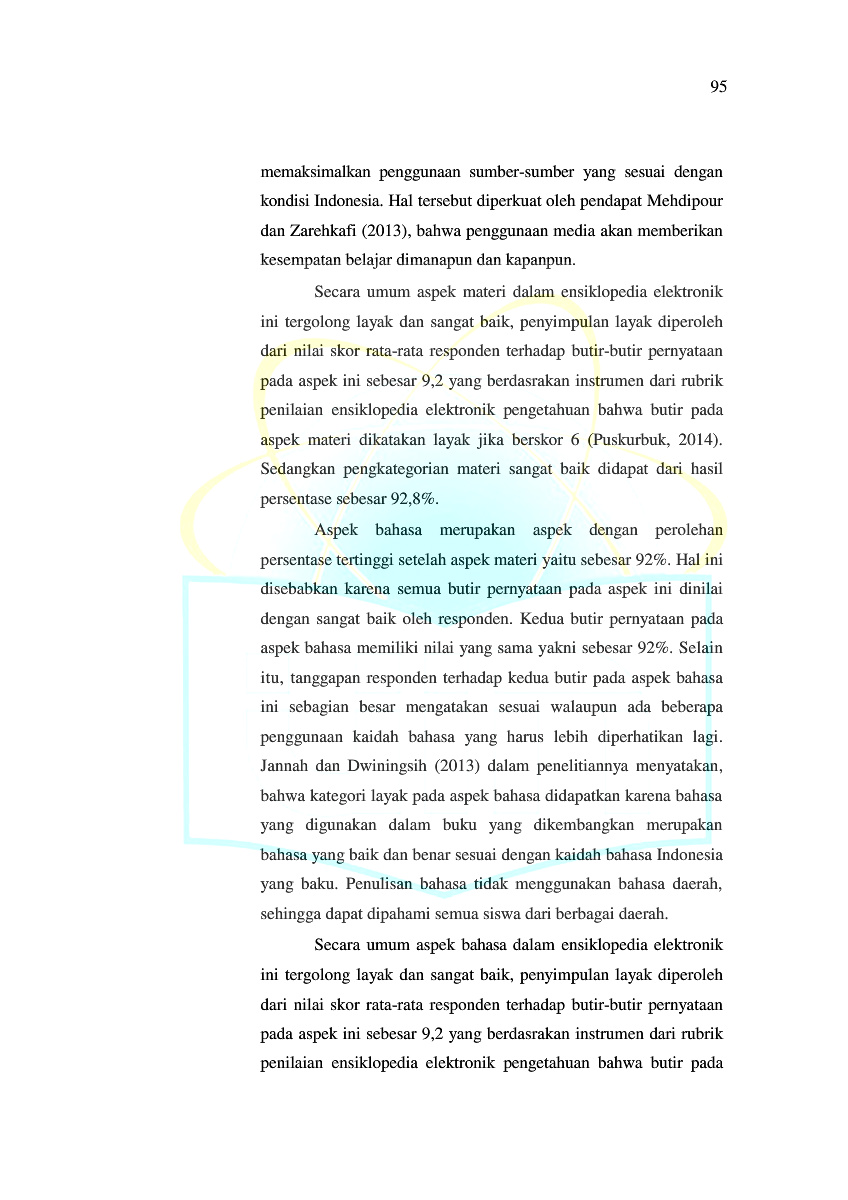 95
memaksimalkan penggunaan sumber-sumber yang sesuai dengan
kondisi Indonesia. Hal tersebut diperkuat oleh pendapat Mehdipour
dan Zarehkafi (2013), bahwa penggunaan media akan memberikan
kesempatan belajar dimanapun dan kapanpun.
Secara umum aspek materi dalam ensiklopedia elektronik
ini tergolong layak dan sangat baik, penyimpulan layak diperoleh
dari nilai skor rata-rata responden terhadap butir-butir pernyataan
pada aspek ini sebesar 9,2 yang berdasrakan instrumen dari rubrik
penilaian ensiklopedia elektronik pengetahuan bahwa butir pada
aspek materi dikatakan layak jika berskor 6 (Puskurbuk, 2014).
Sedangkan pengkategorian materi sangat baik didapat dari hasil
persentase sebesar 92,8%.
Aspek bahasa merupakan aspek dengan perolehan
persentase tertinggi setelah aspek materi yaitu sebesar 92%. Hal ini
disebabkan karena semua butir pernyataan pada aspek ini dinilai
dengan sangat baik oleh responden. Kedua butir pernyataan pada
aspek bahasa memiliki nilai yang sama yakni sebesar 92%. Selain
itu, tanggapan responden terhadap kedua butir pada aspek bahasa
ini sebagian besar mengatakan sesuai walaupun ada beberapa
penggunaan kaidah bahasa yang harus lebih diperhatikan lagi.
Jannah dan Dwiningsih (2013) dalam penelitiannya menyatakan,
bahwa kategori layak pada aspek bahasa didapatkan karena bahasa
yang digunakan dalam buku yang dikembangkan merupakan
bahasa yang baik dan benar sesuai dengan kaidah bahasa Indonesia
yang baku. Penulisan bahasa tidak menggunakan bahasa daerah,
sehingga dapat dipahami semua siswa dari berbagai daerah.
Secara umum aspek bahasa dalam ensiklopedia elektronik
ini tergolong layak dan sangat baik, penyimpulan layak diperoleh
dari nilai skor rata-rata responden terhadap butir-butir pernyataan
pada aspek ini sebesar 9,2 yang berdasrakan instrumen dari rubrik
penilaian ensiklopedia elektronik pengetahuan bahwa butir pada